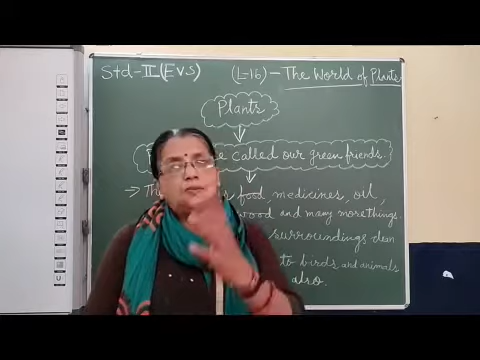 Std-II (EVS) (L-16) - The World of Plants
Plants
called our green friends.
→ food, medicines, oil,
wood and many more things.
surroundings clean
to birds and animals
also.